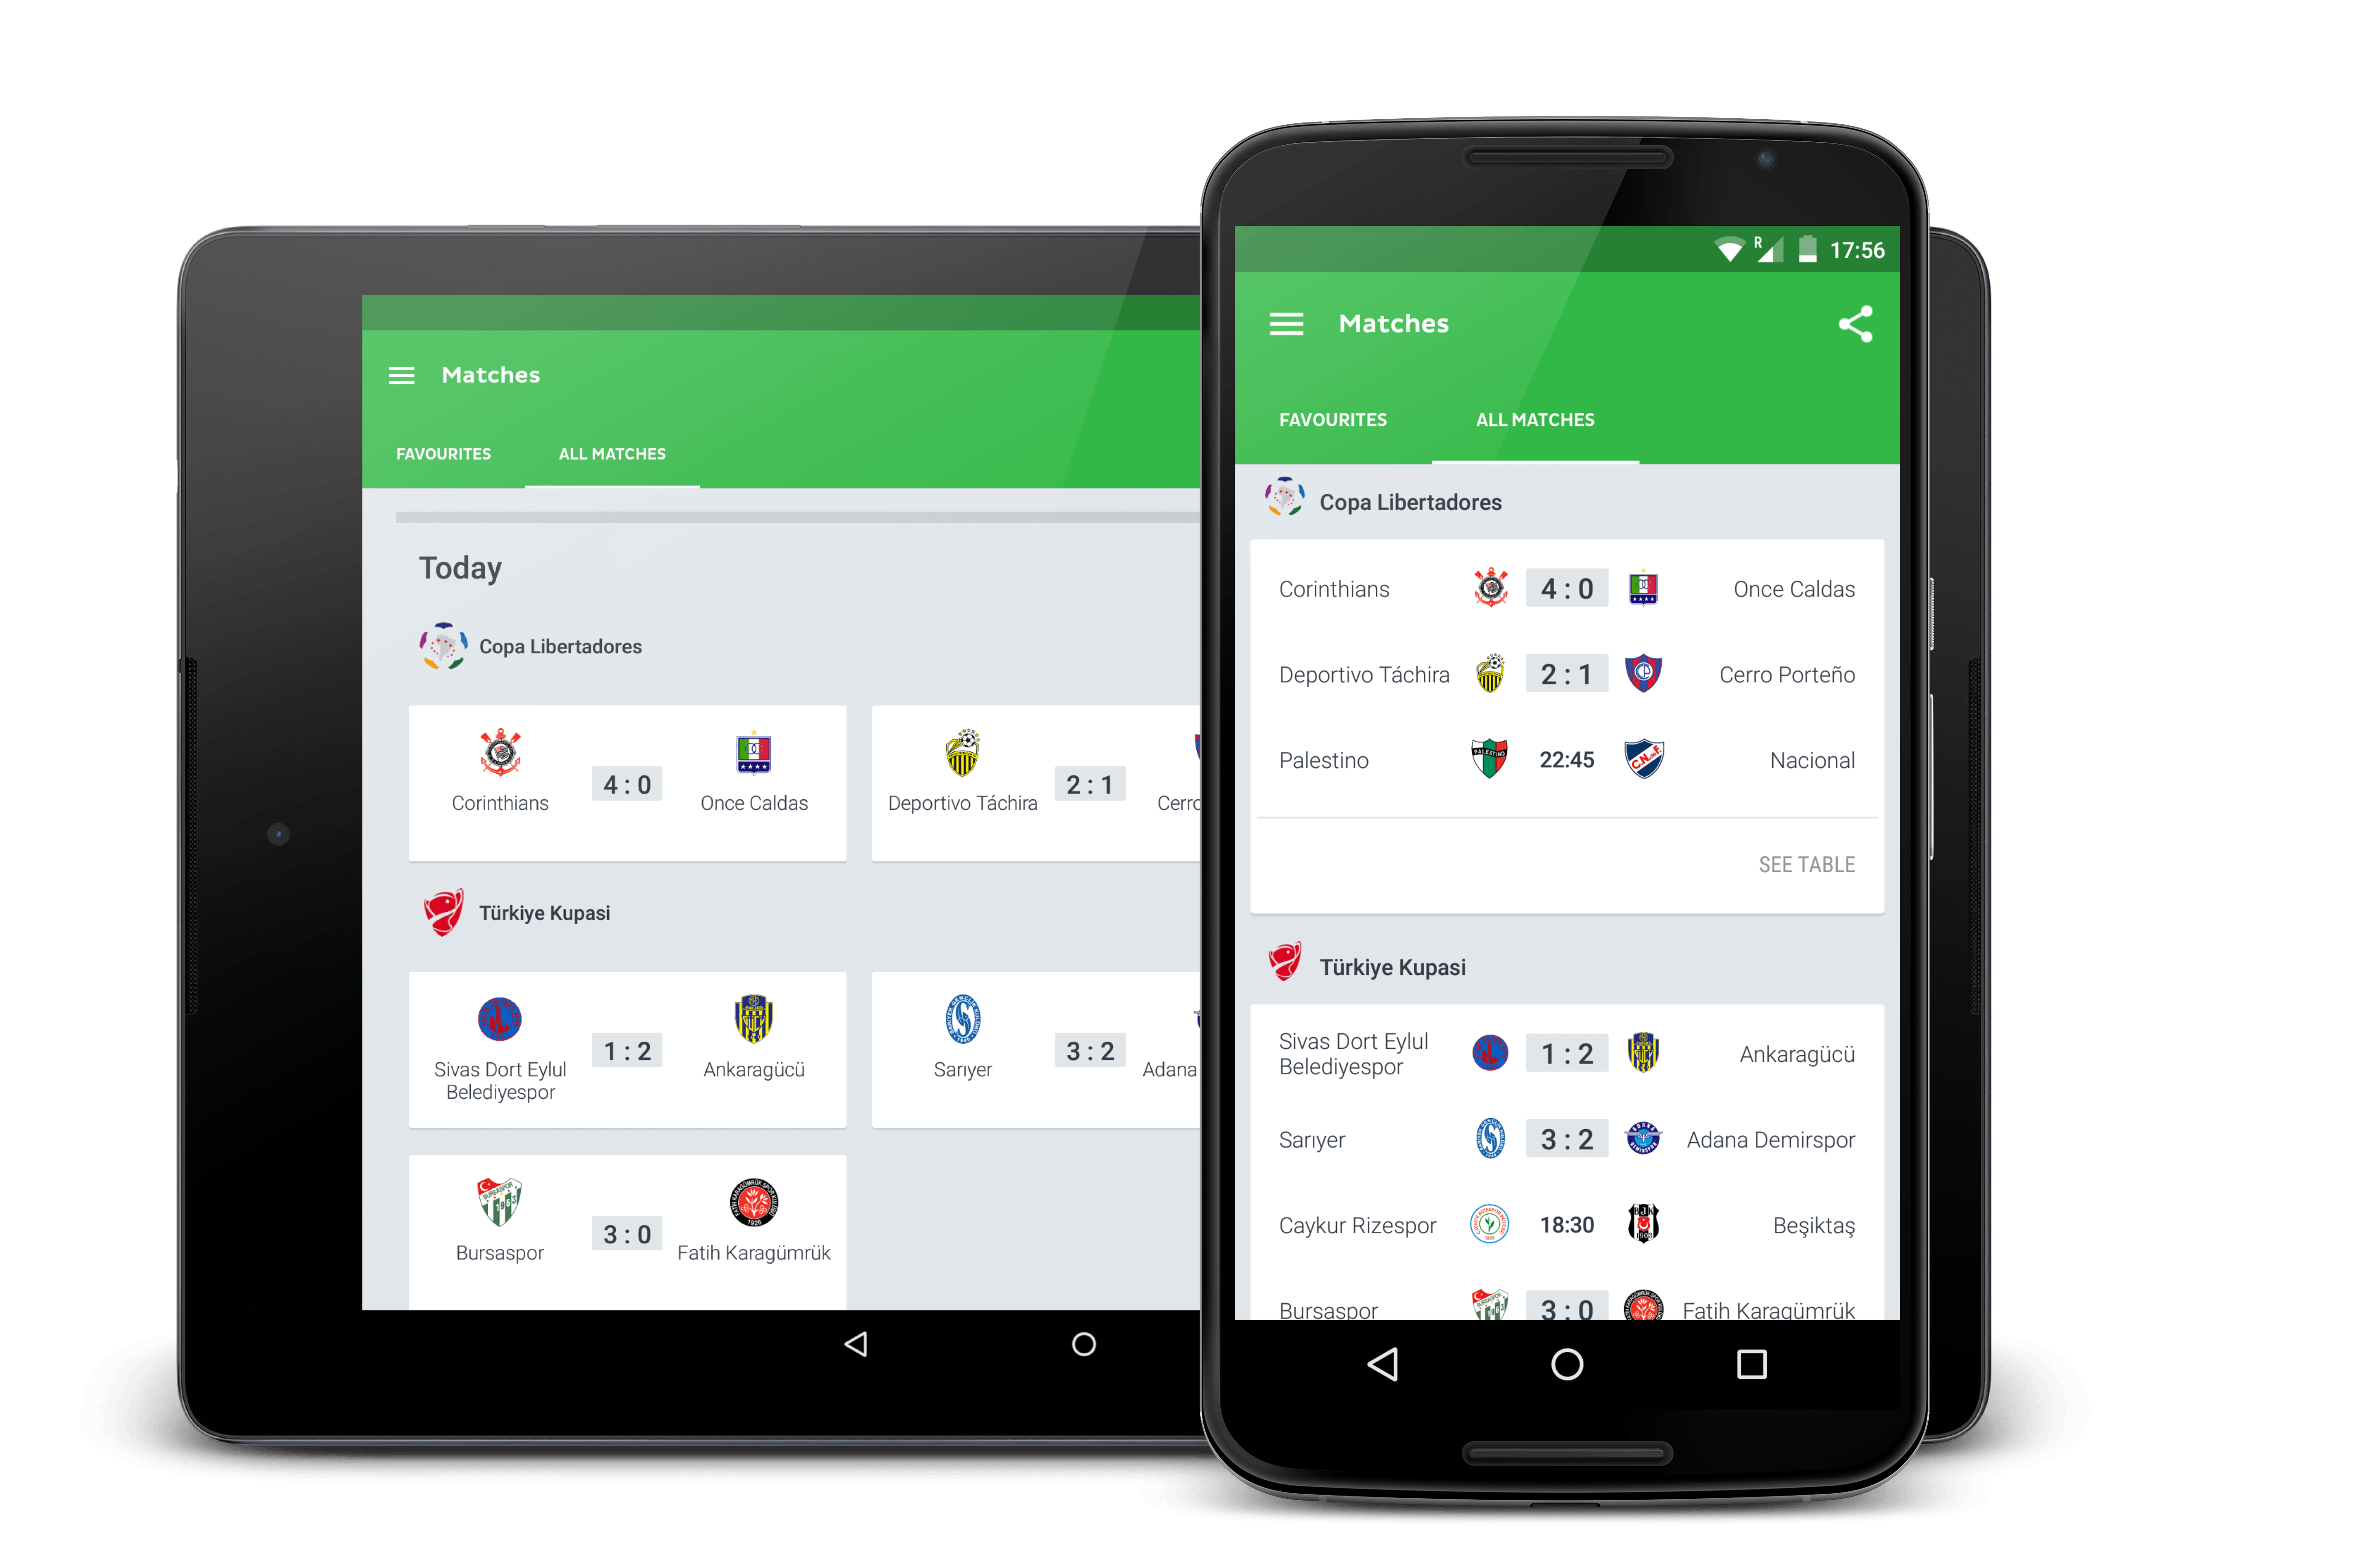 Matches
FAVOURITES
ALL MATCHES
Today
Copa Libertadores
4 : 0
Corinthians
Once Caldas
2 : 1
Deportivo Táchira
Türkiye Kupasi
1 : 2
Sivas Dort Eylul
Belediyespor
Ankaragücü
3 : 2
Sarıyer
Adana
3 : 0
Bursaspor
Fatih Karagümrük
R
17:56
Matches
FAVOURITES
ALL MATCHES
Copa Libertadores
Corinthians 4 : 0 Once Caldas
Deportivo Táchira 2 : 1 Cerro Porteño
Palestino PALESTINO 22:45 C.N.de.F. Nacional
SEE TABLE
Türkiye Kupasi
Sivas Dort Eylul
Belediyespor
1 : 2 Ankaragücü
Sarıyer 3 : 2 Adana Demirspor
Caykur Rizespor 18:30 BJK Beşiktaş
Bursaspor 3 : 0 Fatih Karagümrük